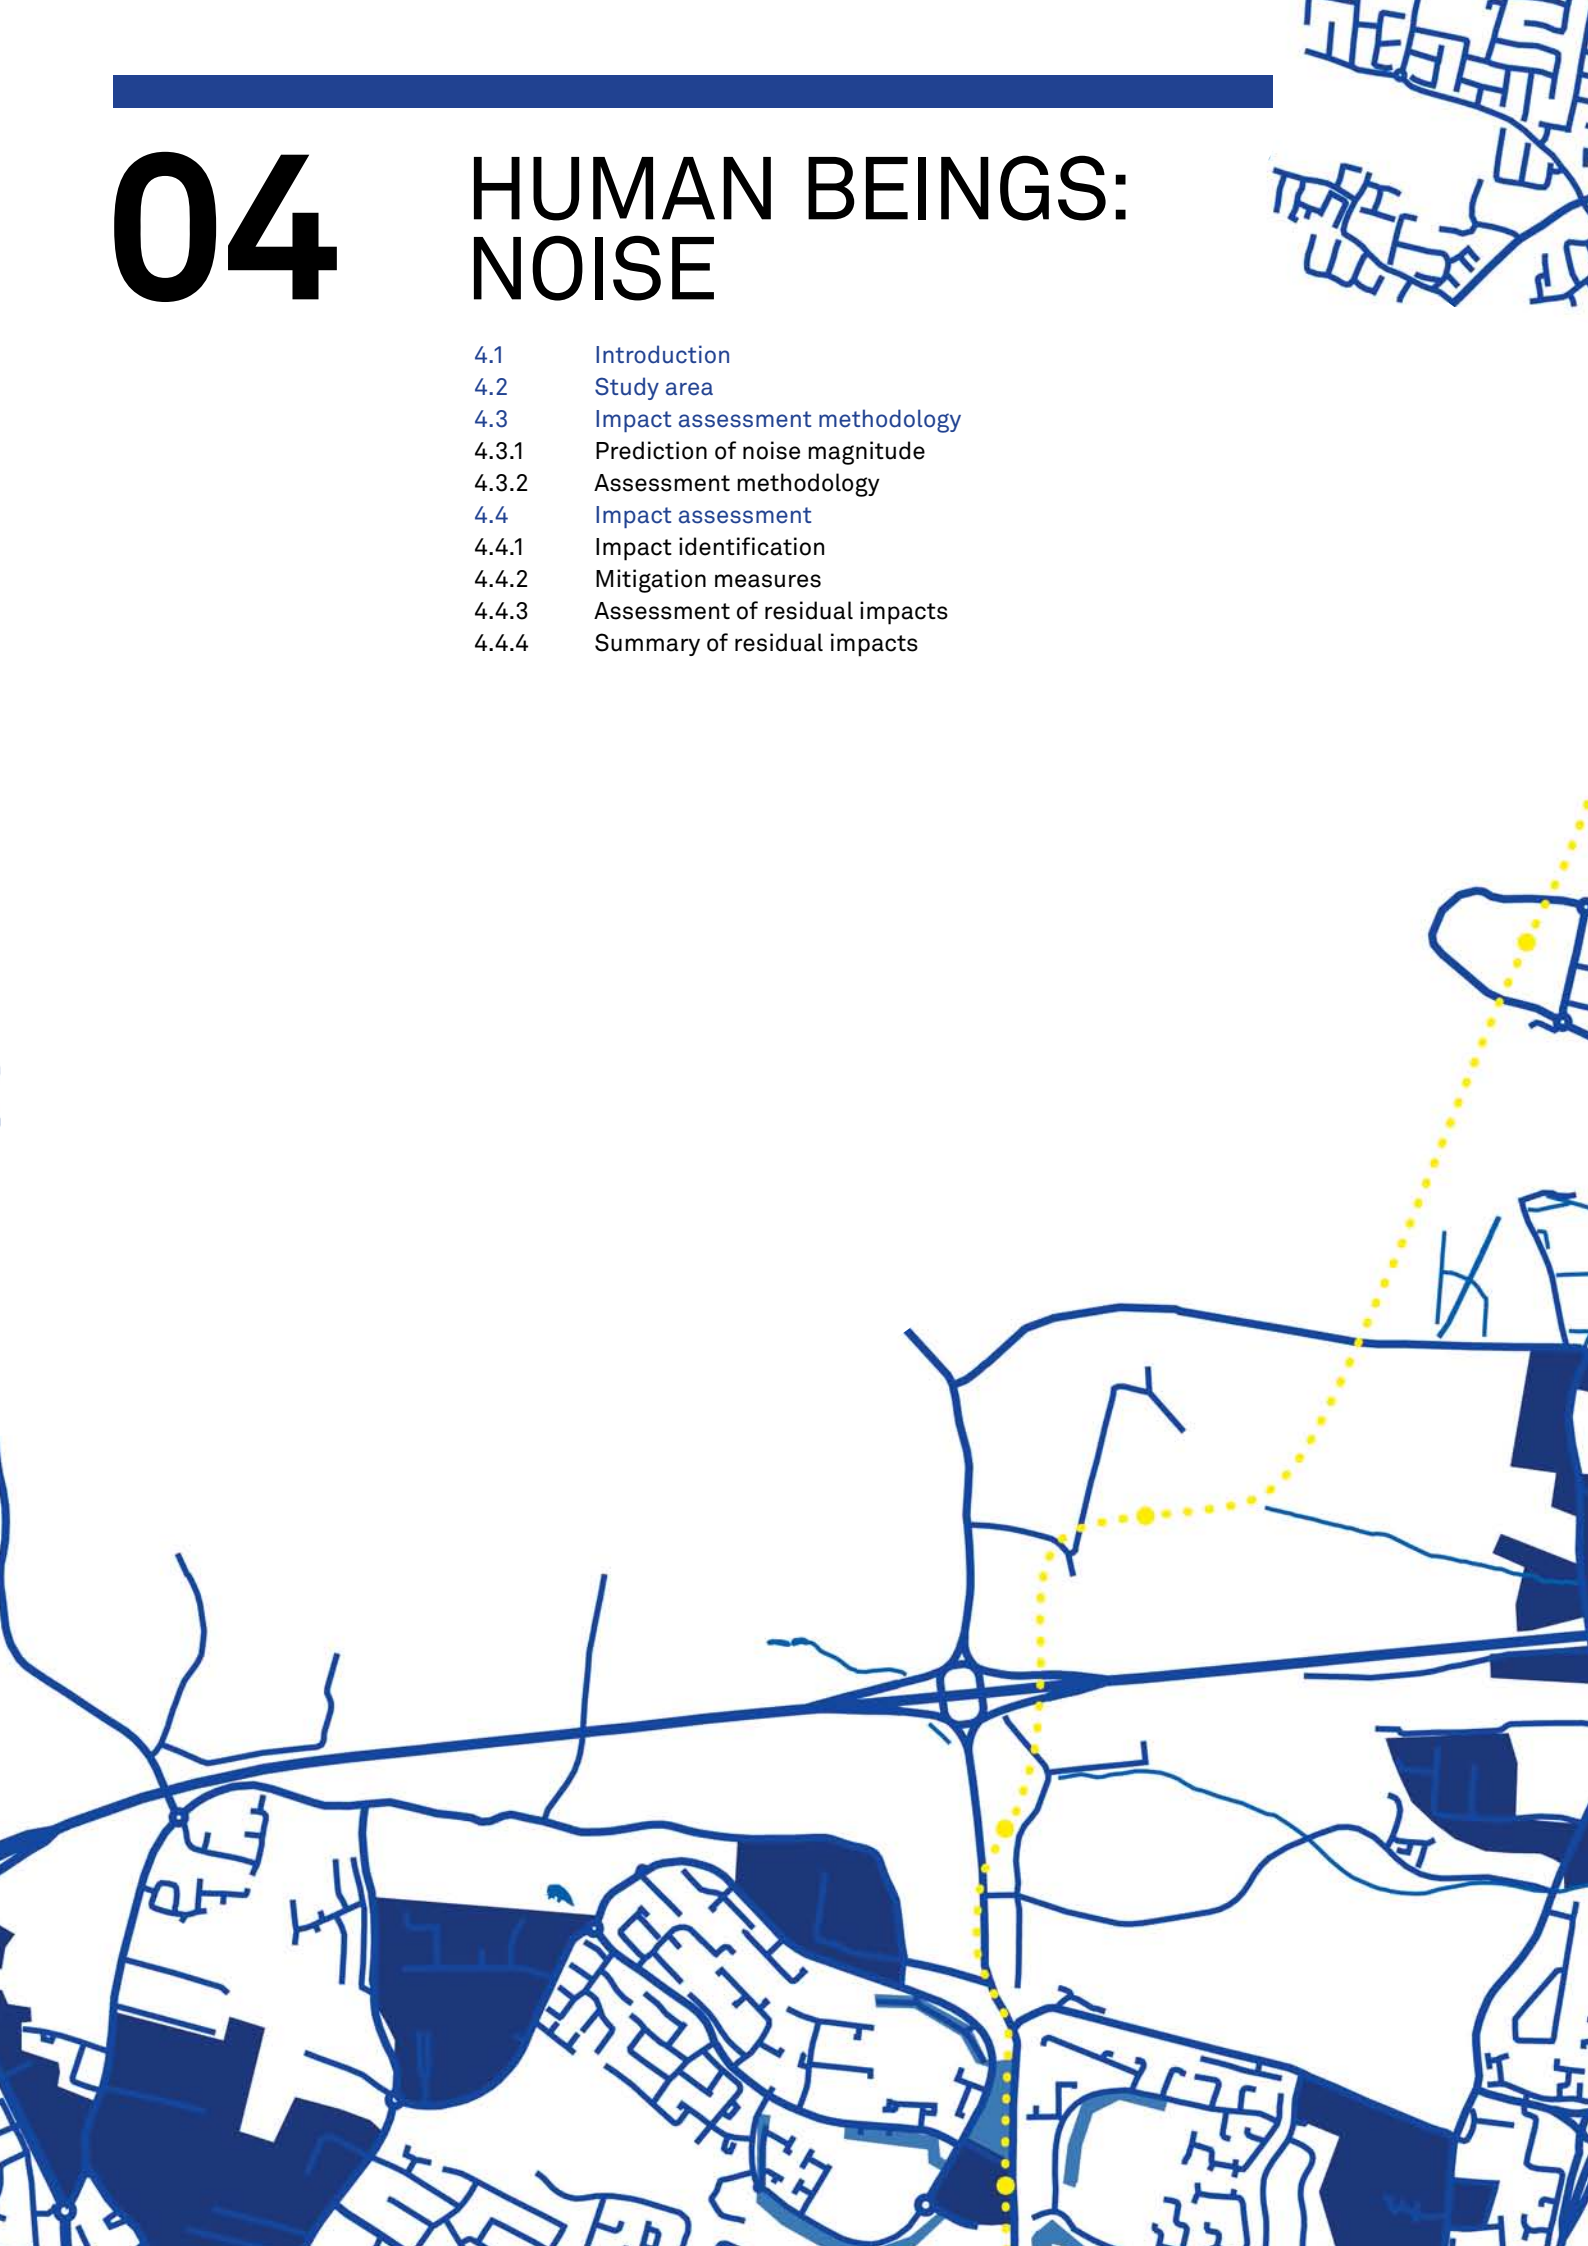 04
HUMAN BEINGS:
NOISE
4.1 Introduction
4.2 Study area
4.3 Impact assessment methodology
4.3.1 Prediction of noise magnitude
4.3.2 Assessment methodology
4.4 Impact assessment
4.4.1 Impact identification
4.4.2 Mitigation measures
4.4.3 Assessment of residual impacts
4.4.4 Summary of residual impacts